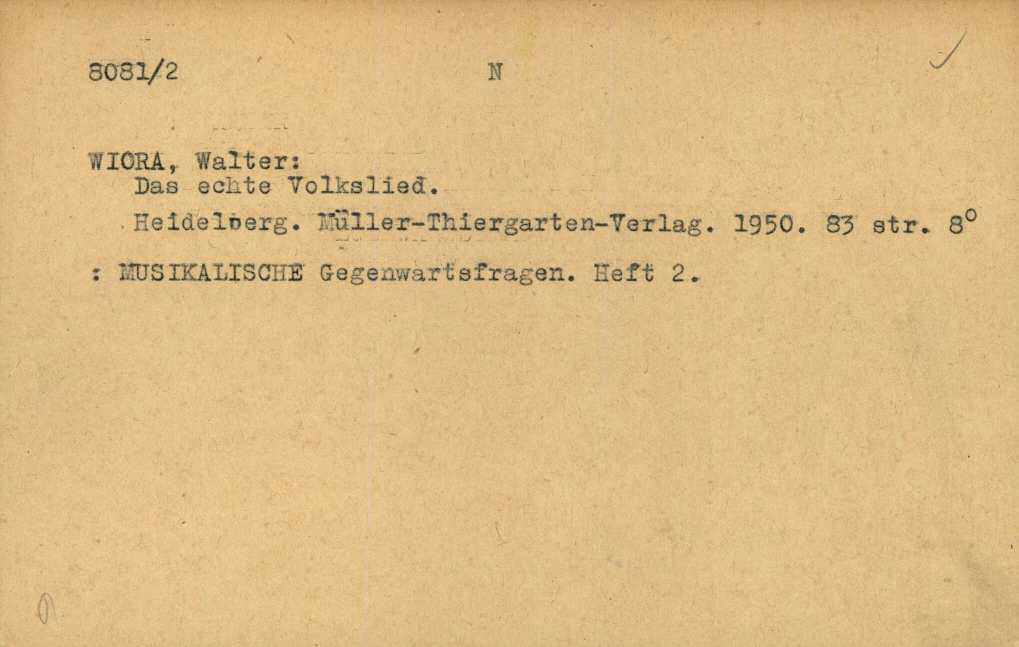 8081/2 N
WIORA, Walter:
Das echte Volkslied.
Heidelberg. Müller-Thiergarten-Verlag. 1950. 83 str. 8°
: MUSIKALISCHE Gegenwartsfragen. Heft 2.